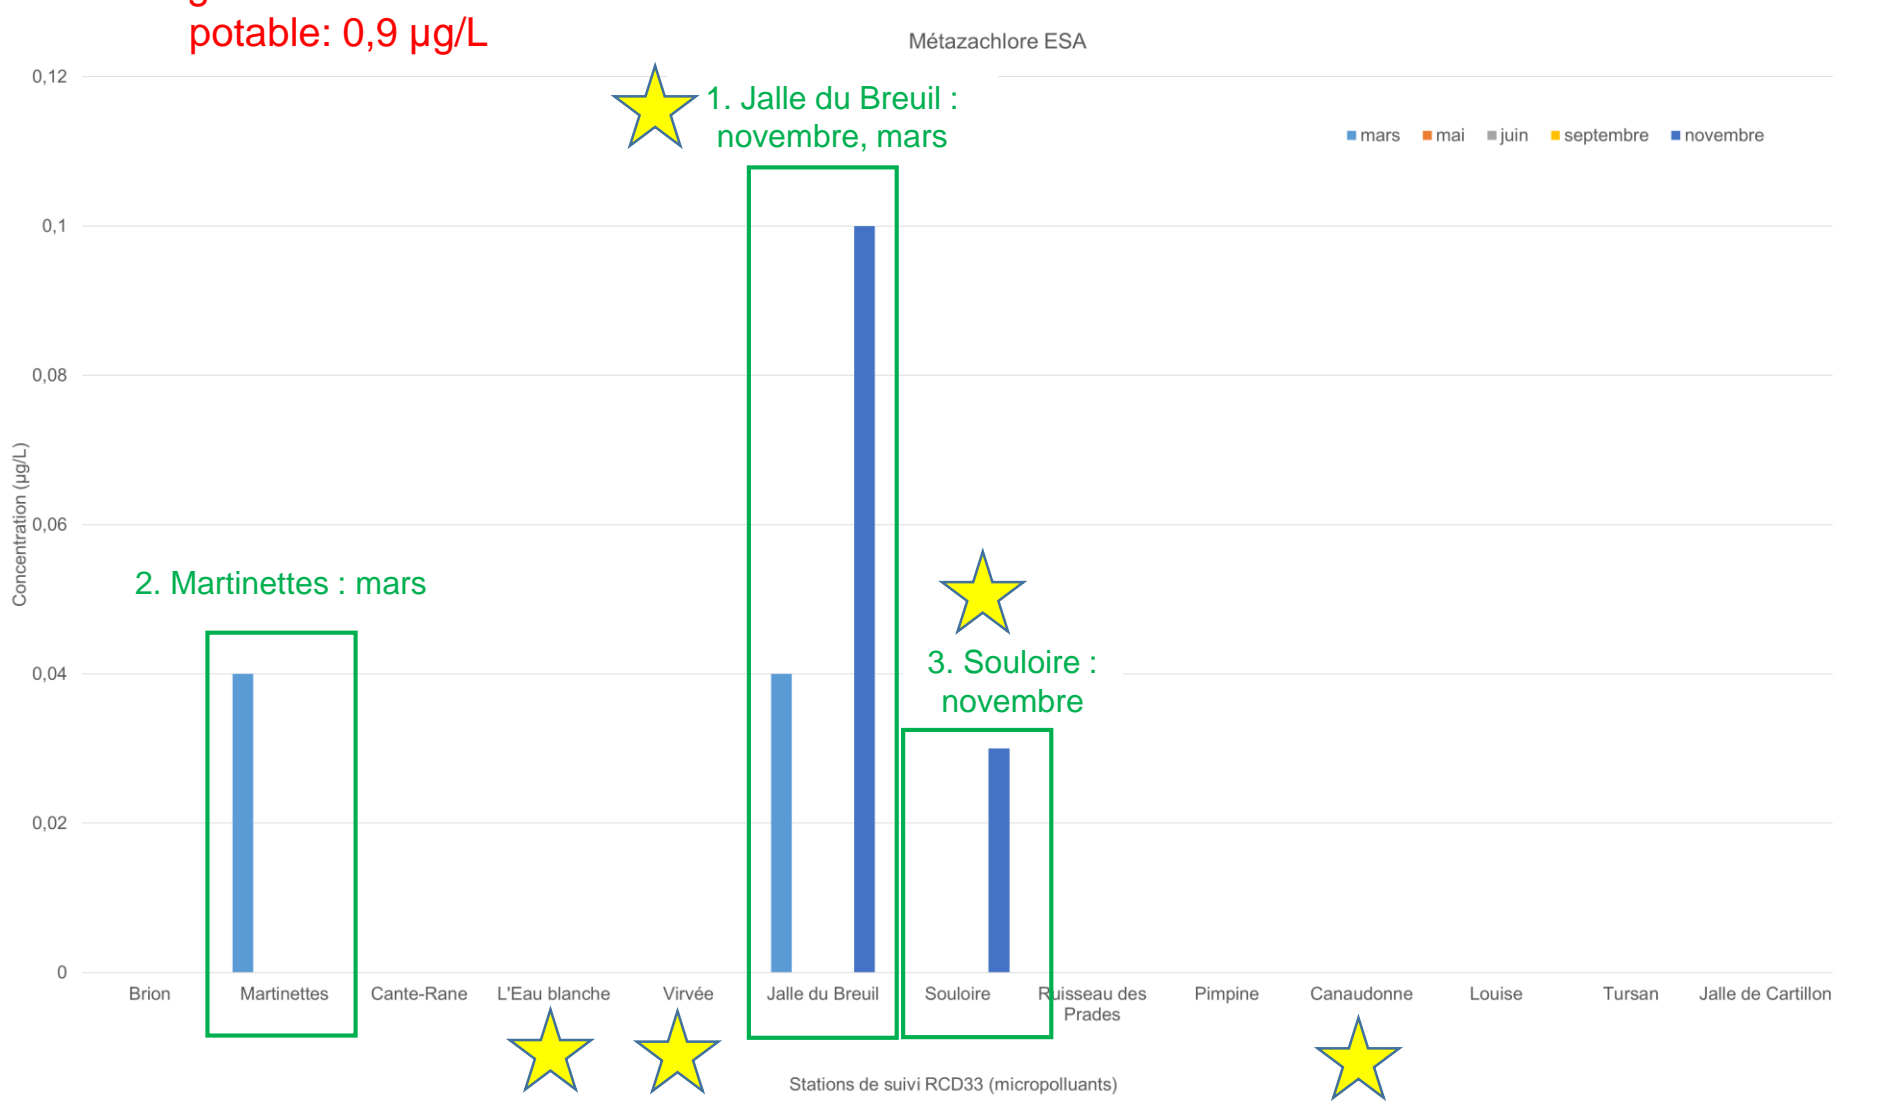 potable: 0,9 µg/L
Métazachlore ESA
0,12
1. Jalle du Breuil :
novembre, mars
mars mai juin septembre novembre
0,1
0,08
Concentration (µg/L)
0,06
2. Martinettes : mars
3. Souloire :
novembre
0,04
0,02
0
Brion Martinettes Cante-Rane L'Eau blanche Virvée Jalle du Breuil Souloire Ruisseau des Pimpine Canaudonne Louise Tursan Jalle de Cartillon
Prades
Stations de suivi RCD33 (micropolluants)